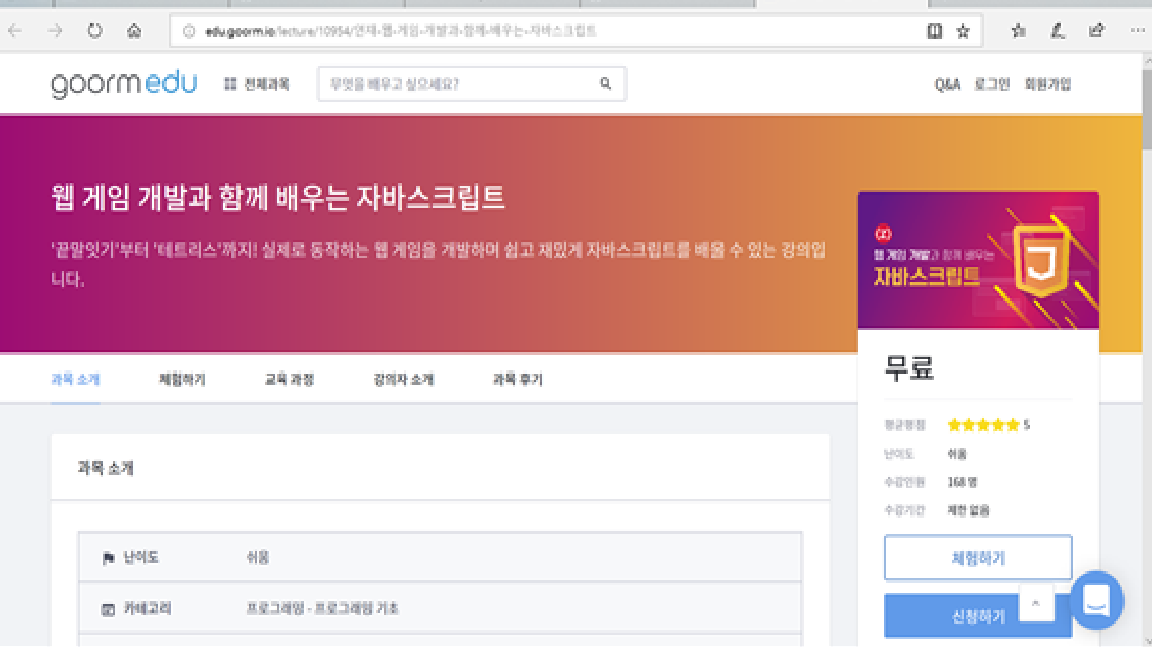 edu.goorm.io/lecture/10954/연재-웹-게임-개발과-함께-배우는-자바스크립트
goormedu
전체과목
무엇을 배우고 싶으세요?
Q&A 로그인 회원가입
웹 게임 개발과 함께 배우는 자바스크립트
'끝말잇기'부터 '테트리스'까지! 실제로 동작하는 웹 게임을 개발하며 쉽고 재밌게 자바스크립트를 배울 수 있는 강의입
니다.
웹 게임 개발과 함께 배우는
자바스크립트
무료
과목 소개 체험하기 교육 과정 강의자 소개 과목 후기
평균평점 5
난이도 쉬움
수강인원 168 명
수강기간 제한 없음
체험하기
신청하기
과목 소개
난이도 쉬움
카테고리 프로그래밍 - 프로그래밍 기초